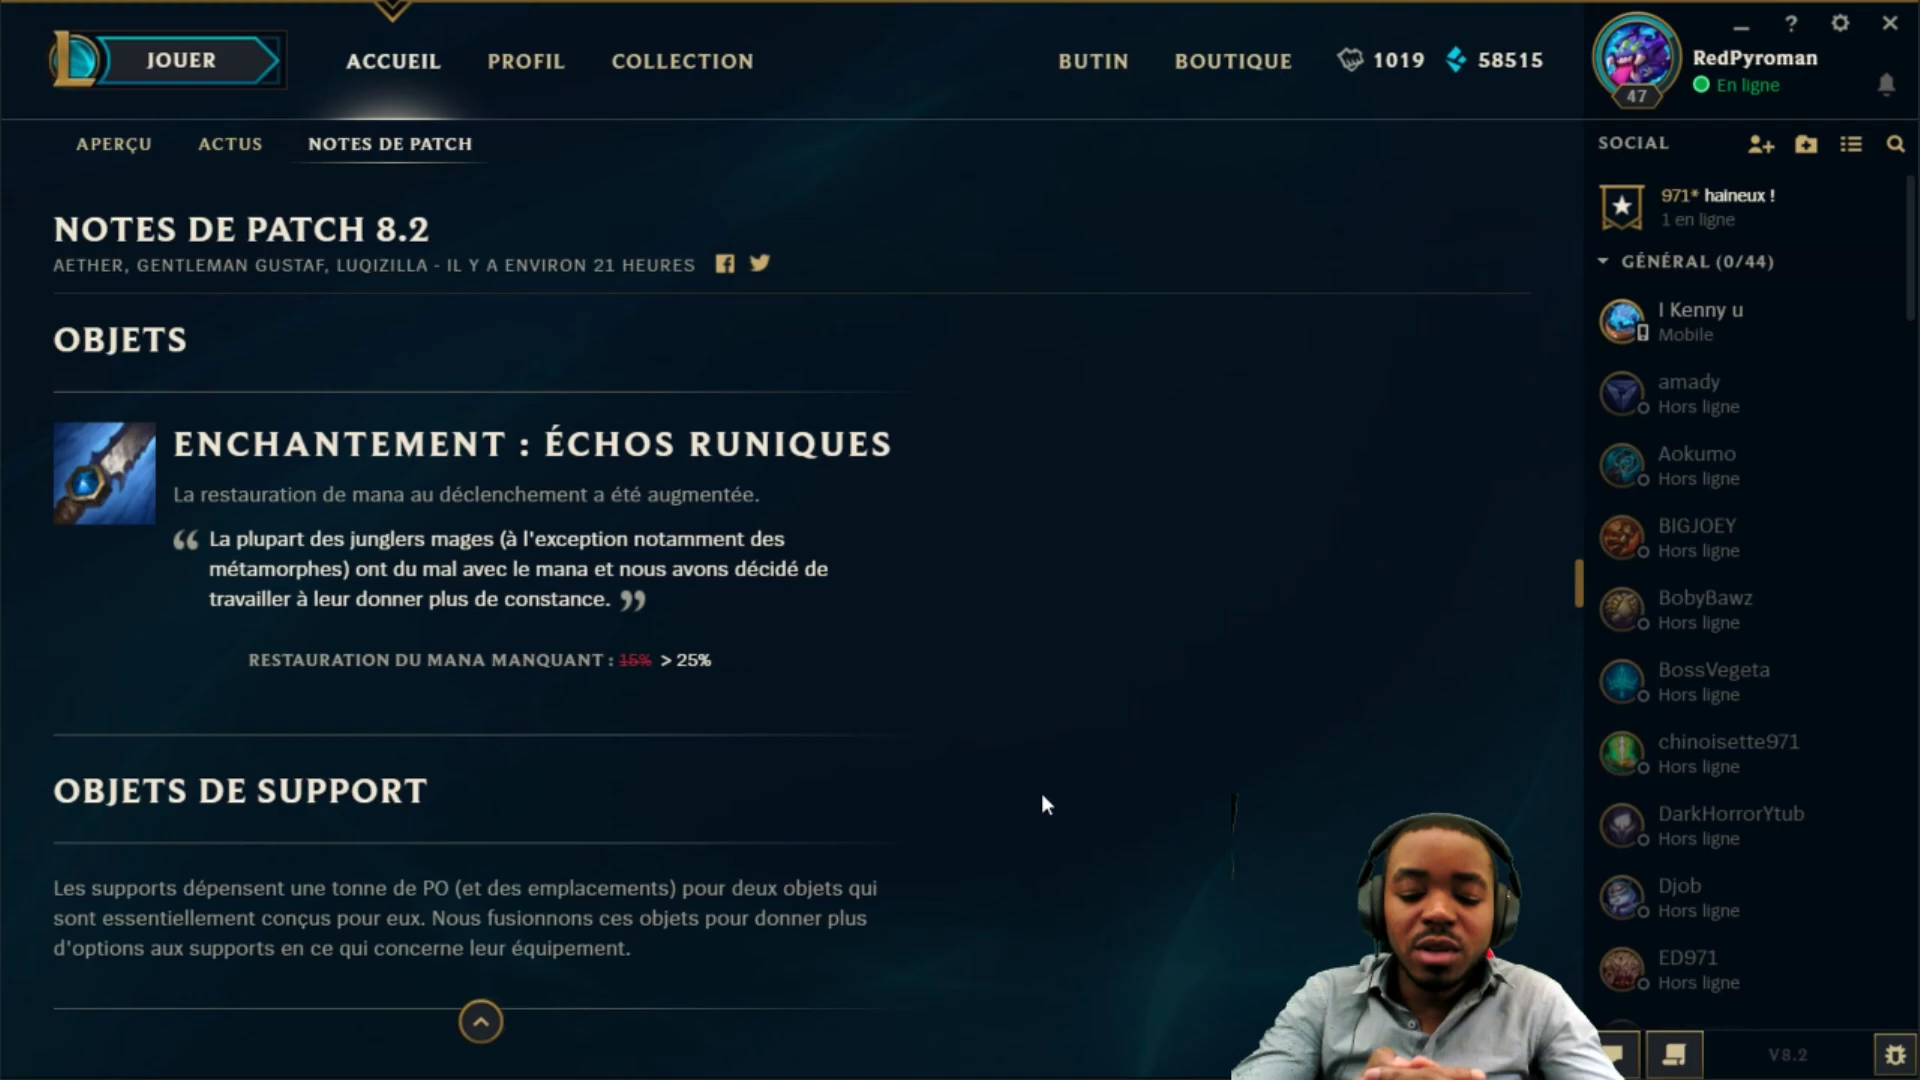 JOUER
ACCUEIL
PROFIL
COLLECTION
BUTIN
BOUTIQUE
1019
58515
47
RedPyroman
En ligne
APERÇU
ACTUS
NOTES DE PATCH
NOTES DE PATCH 8.2
AETHER, GENTLEMAN GUSTAF, LUQIZILLA - IL Y A ENVIRON 21 HEURES
OBJETS
ENCHANTEMENT : ÉCHOS RUNIQUES
La restauration de mana au déclenchement a été augmentée.
“ La plupart des junglers mages (à l'exception notamment des
métamorphes) ont du mal avec le mana et nous avons décidé de
travailler à leur donner plus de constance. ”
RESTAURATION DU MANA MANQUANT : 15% > 25%
OBJETS DE SUPPORT
Les supports dépensent une tonne de PO (et des emplacements) pour deux objets qui
sont essentiellement conçus pour eux. Nous fusionnons ces objets pour donner plus
d'options aux supports en ce qui concerne leur équipement.
SOCIAL
971* haineux !
1 en ligne
GÉNÉRAL (0/44)
I Kenny u
Mobile
amady
Hors ligne
Aokumo
Hors ligne
BIGJOEY
Hors ligne
BobyBawz
Hors ligne
BossVegeta
Hors ligne
chinoisette971
Hors ligne
DarkHorrorYtub
Hors ligne
Djob
Hors ligne
ED971
Hors ligne
V8.2